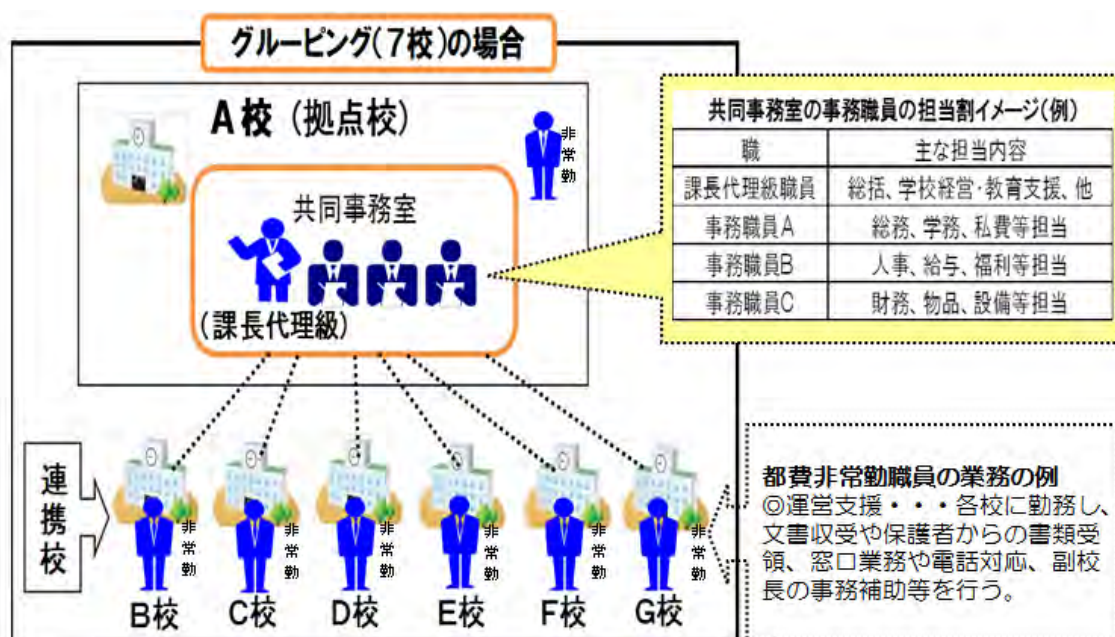 グルーピング(7校)の場合
A校 (拠点校)
非常勤
共同事務室
(課長代理級)
共同事務室の事務職員の担当割イメージ(例)
職 主な担当内容
課長代理級職員 総括、学校経営・教育支援、他
事務職員A 総務、学務、私費等担当
事務職員B 人事、給与、福利等担当
事務職員C 財務、物品、設備等担当
連携校
非常勤
非常勤
非常勤
非常勤
非常勤
非常勤
B校 C校 D校 E校 F校 G校
都費非常勤職員の業務の例
◎運営支援・・・各校に勤務し、
文書収受や保護者からの書類受
領、窓口業務や電話対応、副校
長の事務補助等を行う。